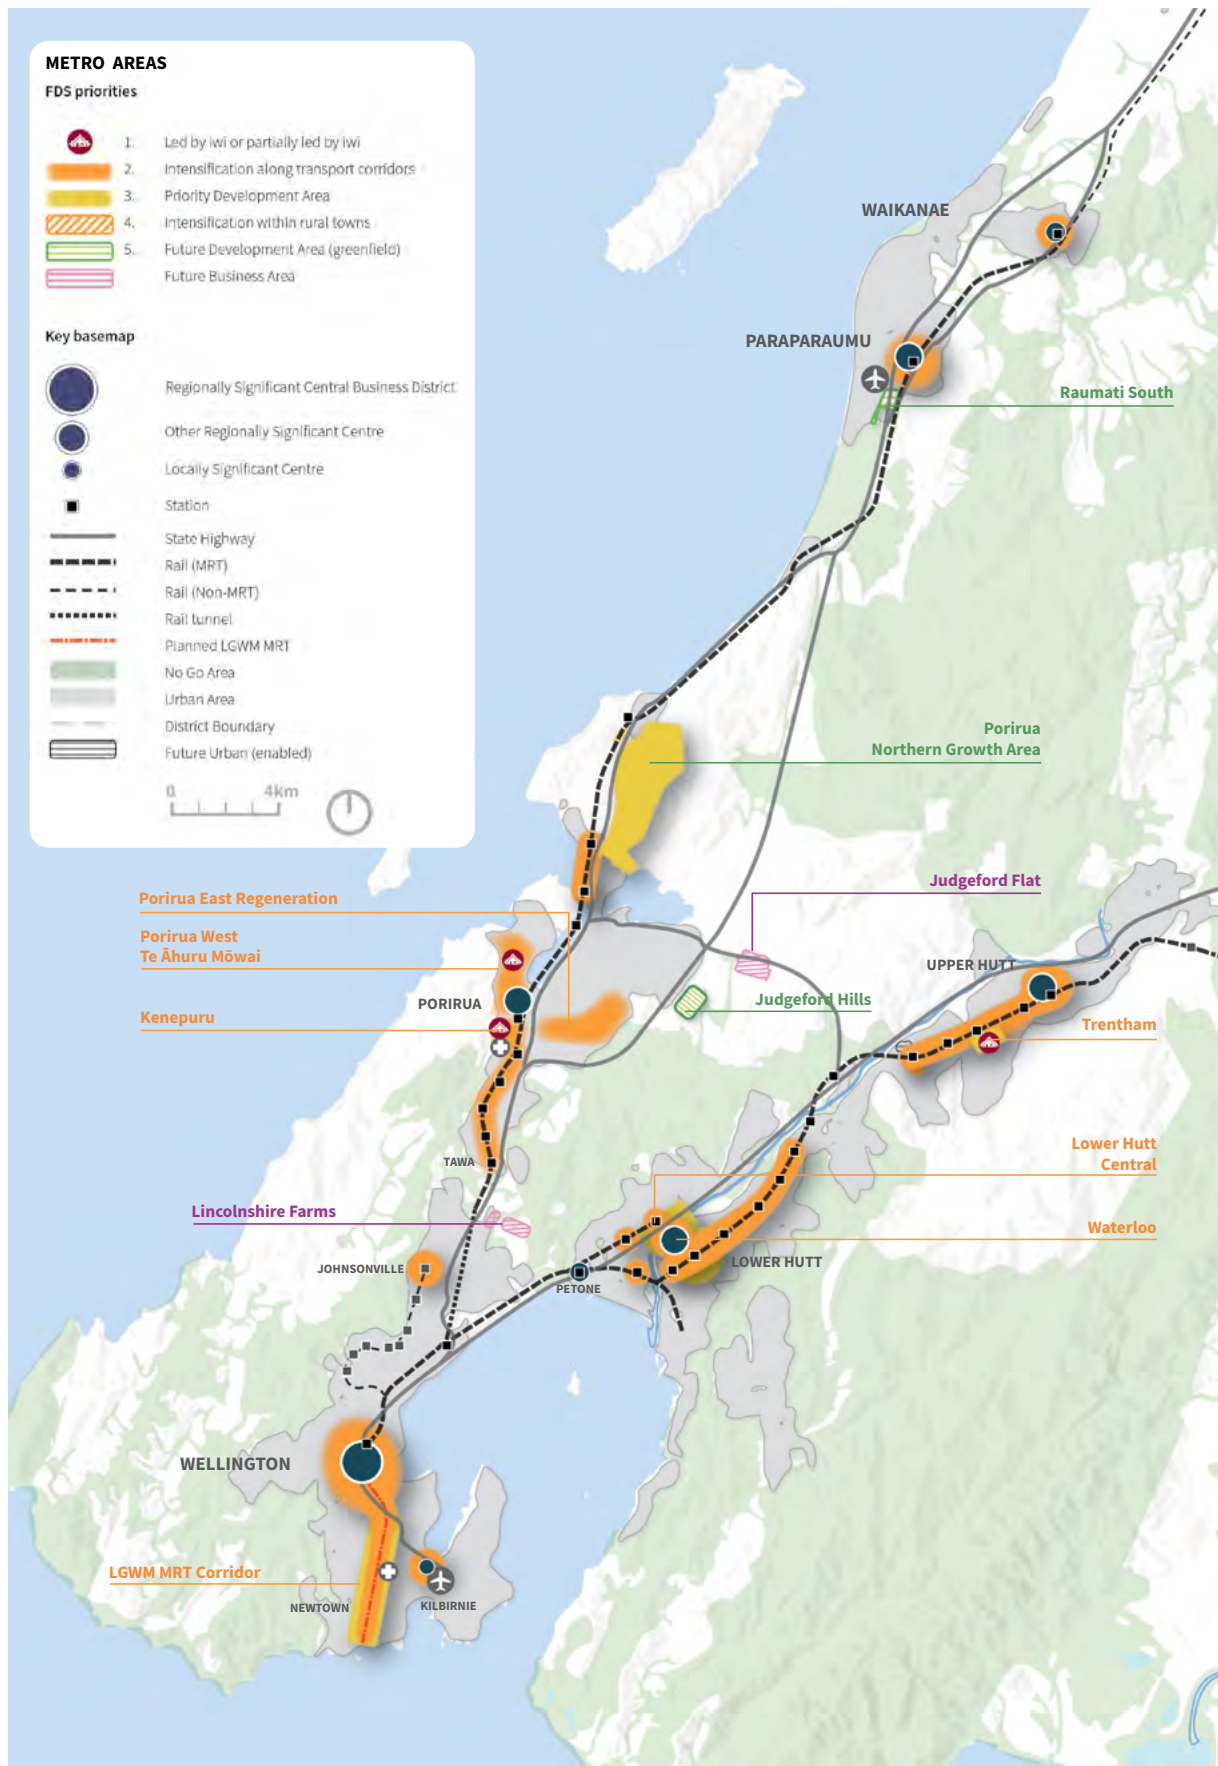 METRO AREAS
FDS priorities
1. Led by iwi or partially led by iwi
2. Intensification along transport corridors
3. Priority Development Area
4. Intensification within rural towns
5. Future Development Area (greenfield)
Future Business Area
Key basemap
Regionally Significant Central Business District
Other Regionally Significant Centre
Locally Significant Centre
Station
State Highway
Rail (MRT)
Rail (Non-MRT)
Rail tunnel
Planned LGWM MRT
No Go Area
Urban Area
District Boundary
Future Urban (enabled)
0 4km
WAIKANAE
PARAPARAUMU
Raumati South
Porirua
Northern Growth Area
Judgeford Flat
Porirua East Regeneration
Porirua West
Te Āhuru Mōwai
UPPER HUTT
PORIRUA
Judgeford Hills
Kenepuru
Trentham
Lower Hutt
Central
TAWA
Lincolnshire Farms
Waterloo
JOHNSONVILLE
LOWER HUTT
PETONE
WELLINGTON
LGWM MRT Corridor
NEWTOWN
KILBIRNIE